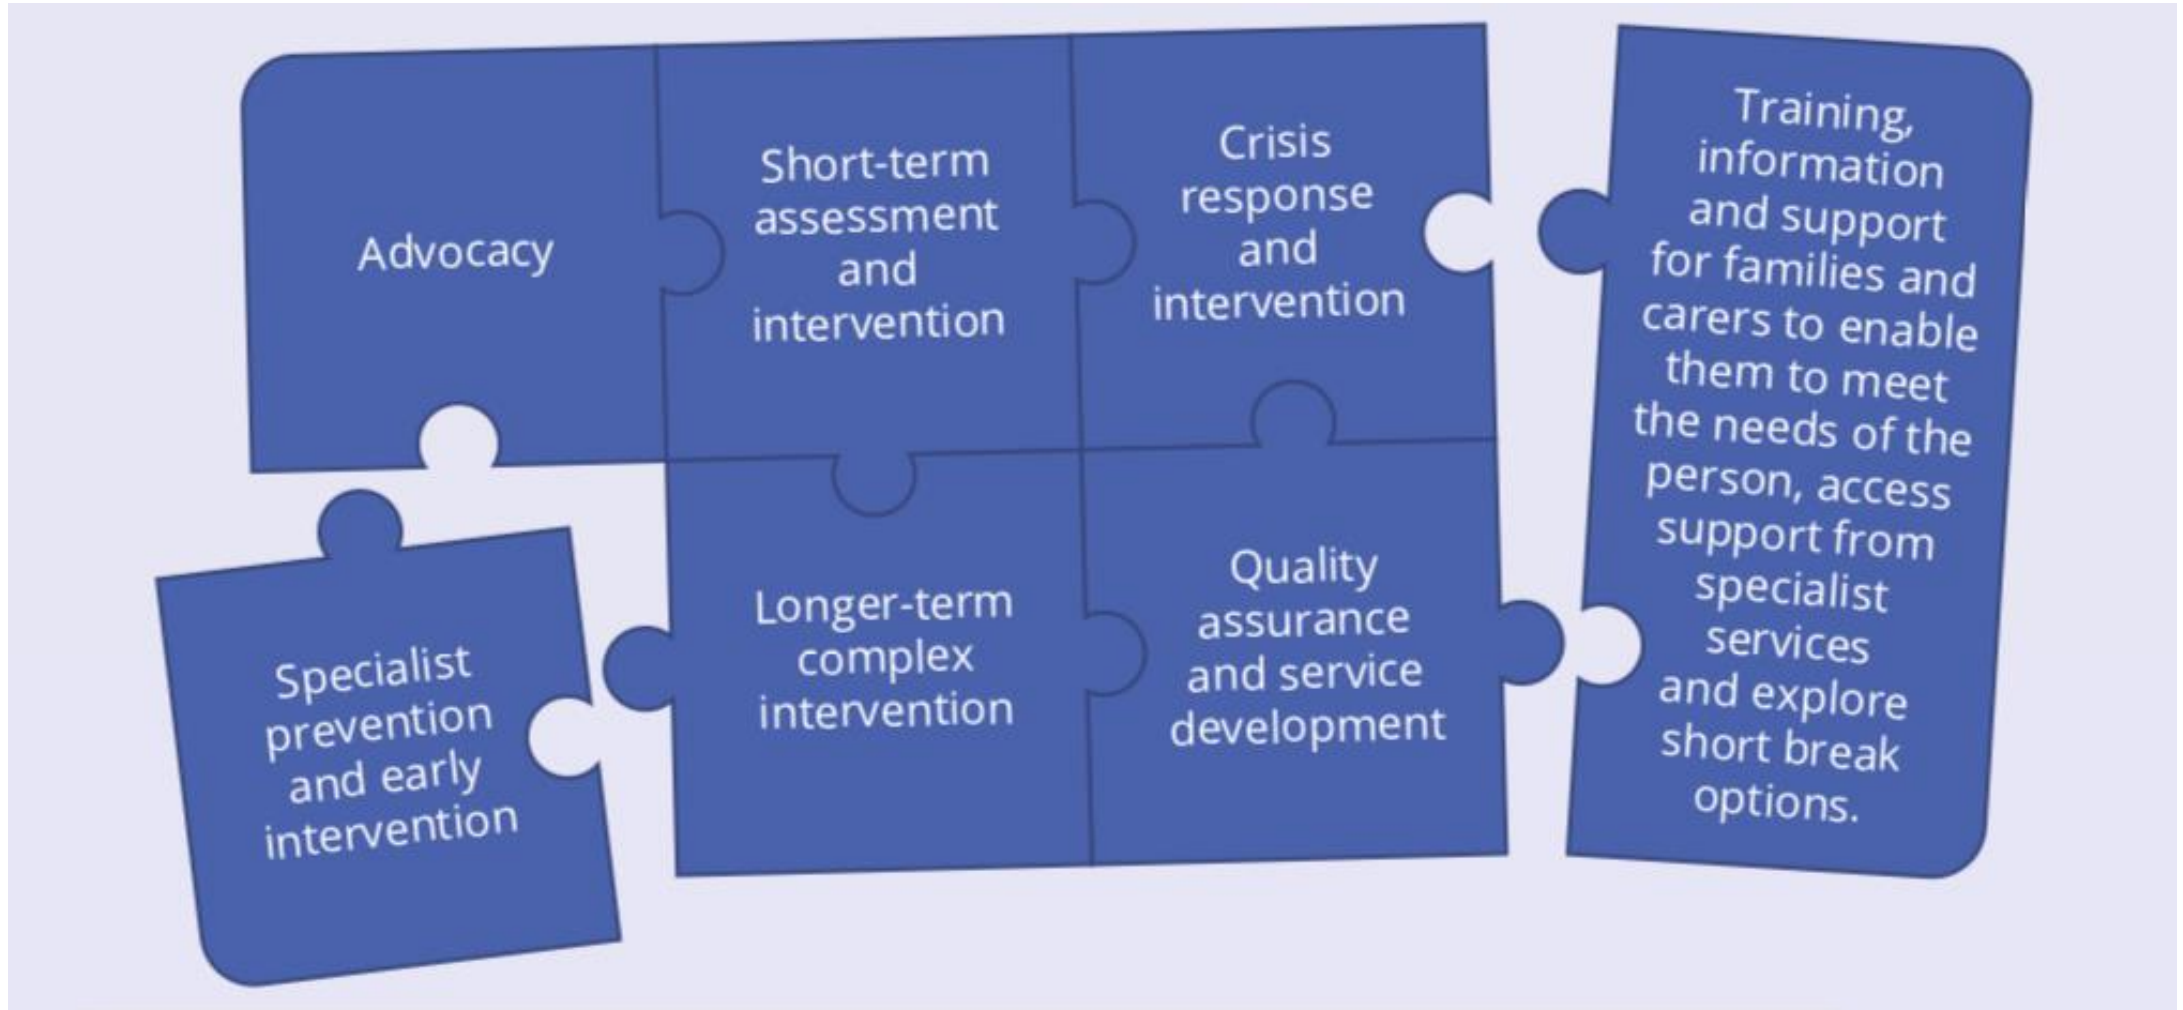 Advocacy
Short-term
assessment
and
intervention
Crisis
response
and
intervention
Training,
information
and support
for families and
carers to enable
them to meet
the needs of the
person, access
support from
specialist
services
and explore
short break
options.
Specialist
prevention
and early
intervention
Longer-term
complex
intervention
Quality
assurance
and service
development